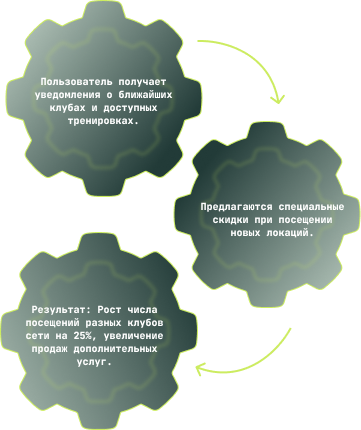 Пользователь получает
уведомления о ближайших
клубах и доступных
тренировках.
Предлагаются специальные
скидки при посещении
новых локаций.
Результат: Рост числа
посещений разных клубов
сети на 25%, увеличение
продаж дополнительных
услуг.